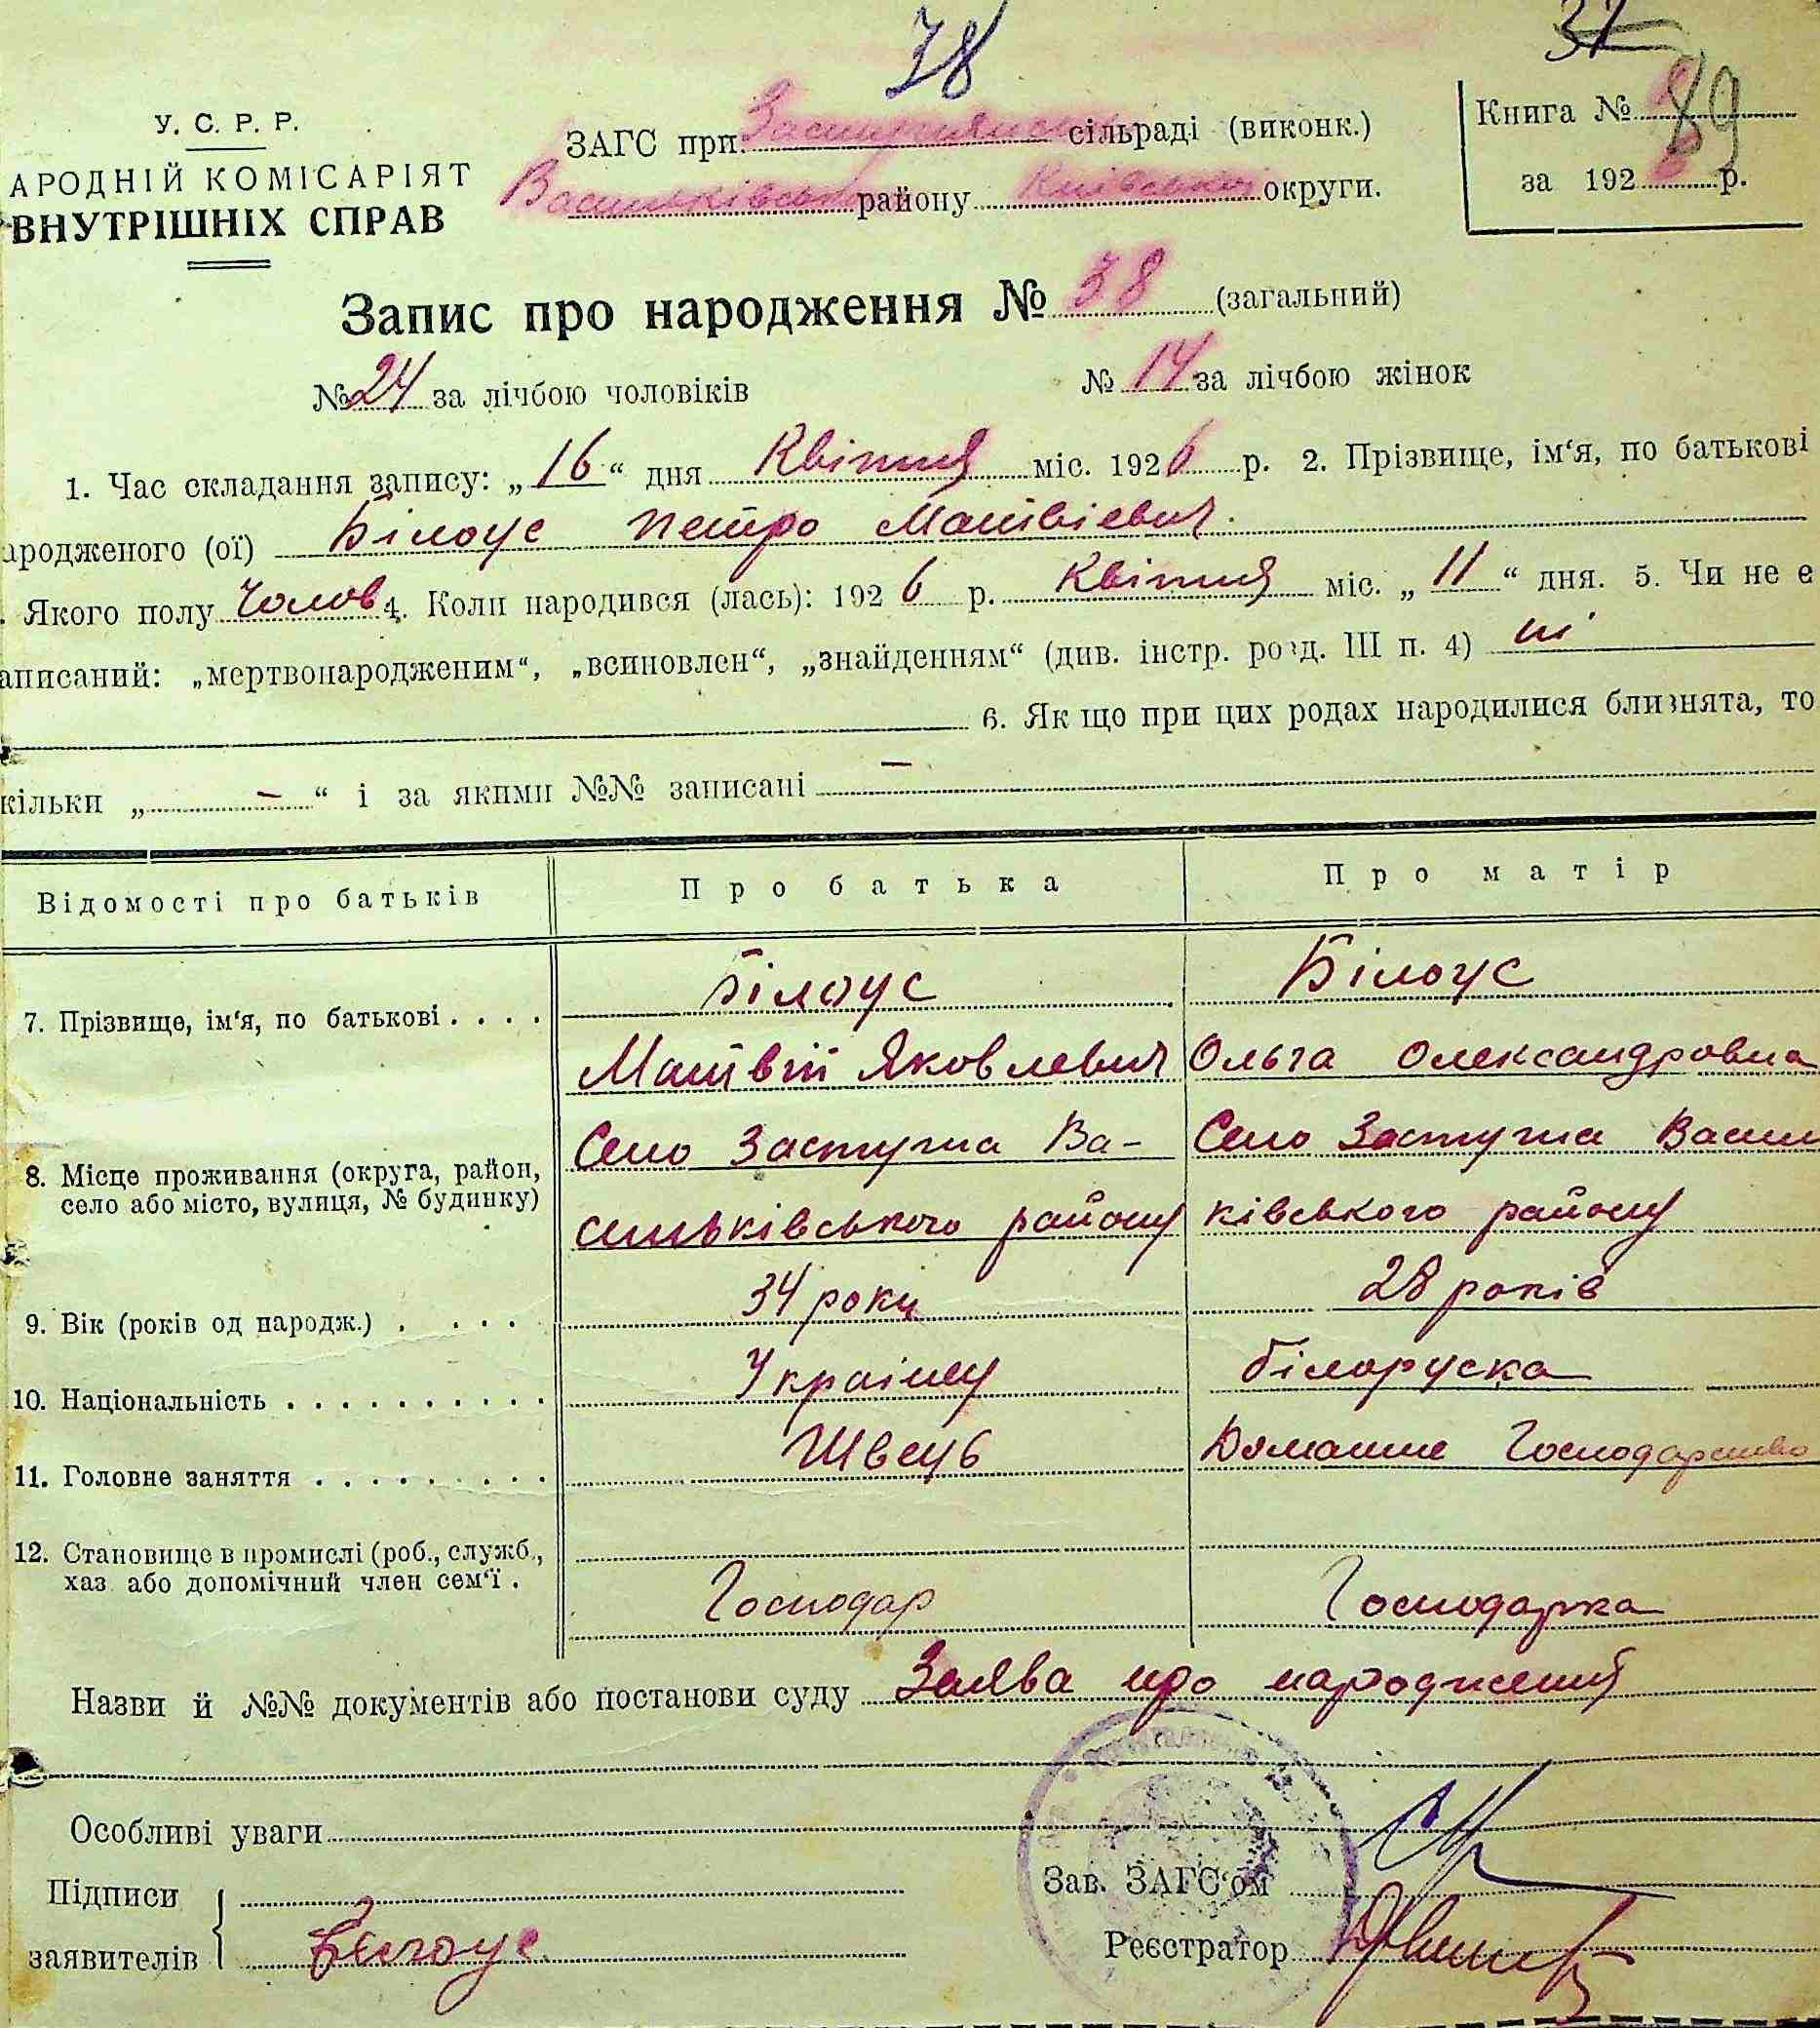 78
37
У. С. Р. Р.
АРОДНІЙ КОМІСАРІЯТ
ВНУТРІШНІХ СПРАВ
ЗАГС при сільраді (виконк.)
Васильківськ району Київської округи.
Книга № 89
за 1926 р.
Запис про народження № 38 (загальний)
№ 24 за лічбою чоловіків № 14 за лічбою жінок
1. Час складання запису: „16“ дня Квітня міс. 1926 р. 2. Прізвище, ім‘я, по батькові
ародженого (ої) Білоус Петро Матвієвич
. Якого полу Чолов 4. Коли народився (лась): 1926 р. Квітня міс. „11“ дня. 5. Чи не є
аписаний: „мертвонародженим“, „всиновлен“, „знайденням“ (див. інстр. розд. III п. 4) ні
6. Як що при цих родах народилися близнята, то
кільки „ — “ і за якими №№ записані —
Відомості про батьків Про батька Про матір
Білоус Білоус
7. Прізвище, ім‘я, по батькові . . . .
Матвій Яковлевич Ольга Олександровна
Село Застугна Ва- Село Застугна Васил
8. Місце проживання (округа, район,
село або місто, вулиця, № будинку)
сильківського району ківського району
9. Вік (років од народж.) . . . . 34 роки 28 років
10. Національність . . . . . . . . . . Україну білоруска
11. Головне заняття . . . . . . . . . Швець Домашне Господарство
12. Становище в промислі (роб., служб.,
хаз. або допомічний член сем‘ї . Господар Господарка
Назви й №№ документів або постанови суду Заява про народження
Особливі уваги
Підписи
заявителів Білоус
Зав. ЗАГС‘ом
Реєстратор